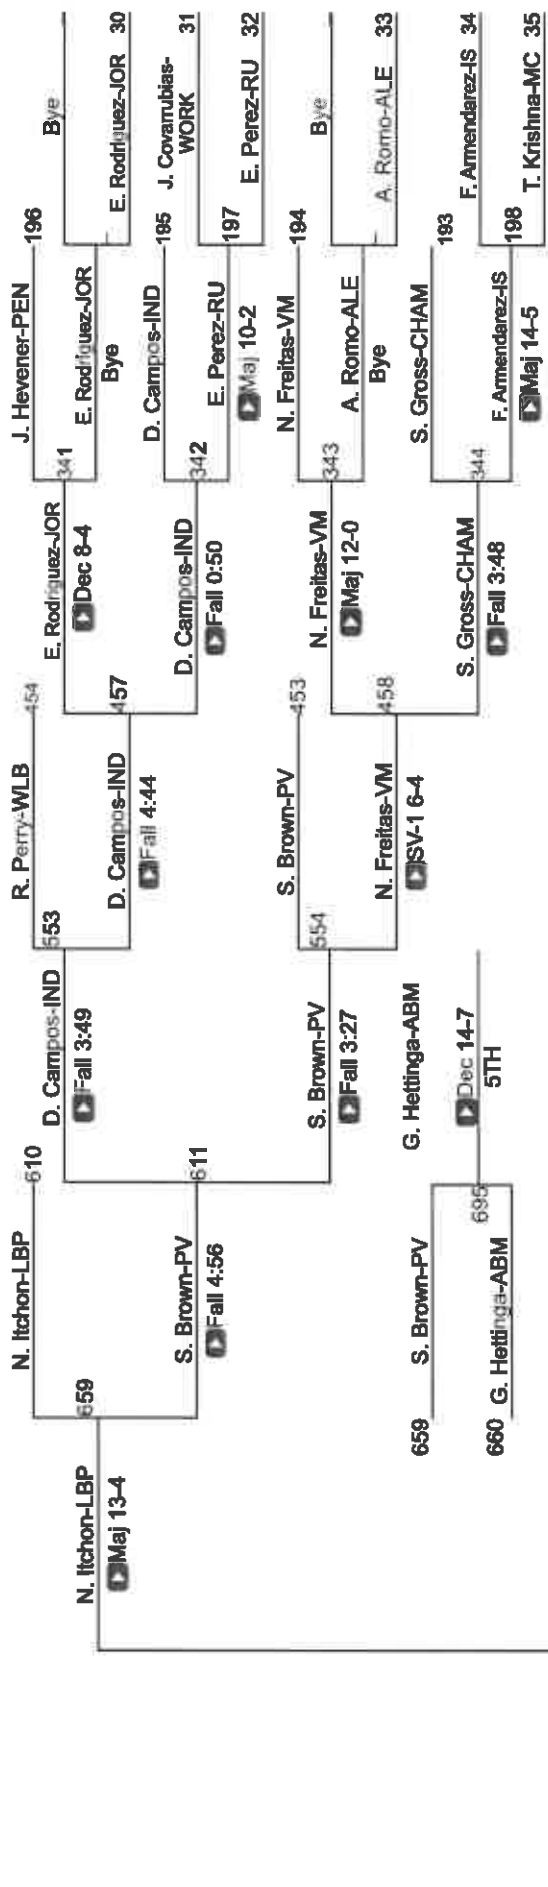 Bye
E. Rodriguez-JOR 30
J. Covarrubias-WORK 31
E. Perez-RU 32
Bye
A. Romo-ALE 33
F. Armendarez-IS 34
T. Krishna-MC 35
J. Hevener-PEN 196
E. Rodriguez-JOR
Bye
D. Campos-IND 195
E. Perez-RU 197
Maj 10-2
N. Freitas-VM 194
A. Romo-ALE
Bye
S. Gross-CHAM 193
F. Armendarez-IS 198
Maj 14-5
E. Rodriguez-JOR 341
Dec 8-4
D. Campos-IND 342
Fall 0:50
N. Freitas-VM 343
Maj 12-0
S. Gross-CHAM 344
Fall 3:48
R. Perry-WLB 454
D. Campos-IND 457
Fall 4:44
S. Brown-PV 453
N. Freitas-VM 458
SV-1 6-4
D. Campos-IND 553
Fall 3:49
S. Brown-PV 554
Fall 3:27
N. Itchon-LBP 610
S. Brown-PV 611
Fall 4:56
N. Itchon-LBP 659
Maj 13-4
659 S. Brown-PV
660 G. Hettinga-ABM
695
G. Hettinga-ABM
Dec 14-7
5TH